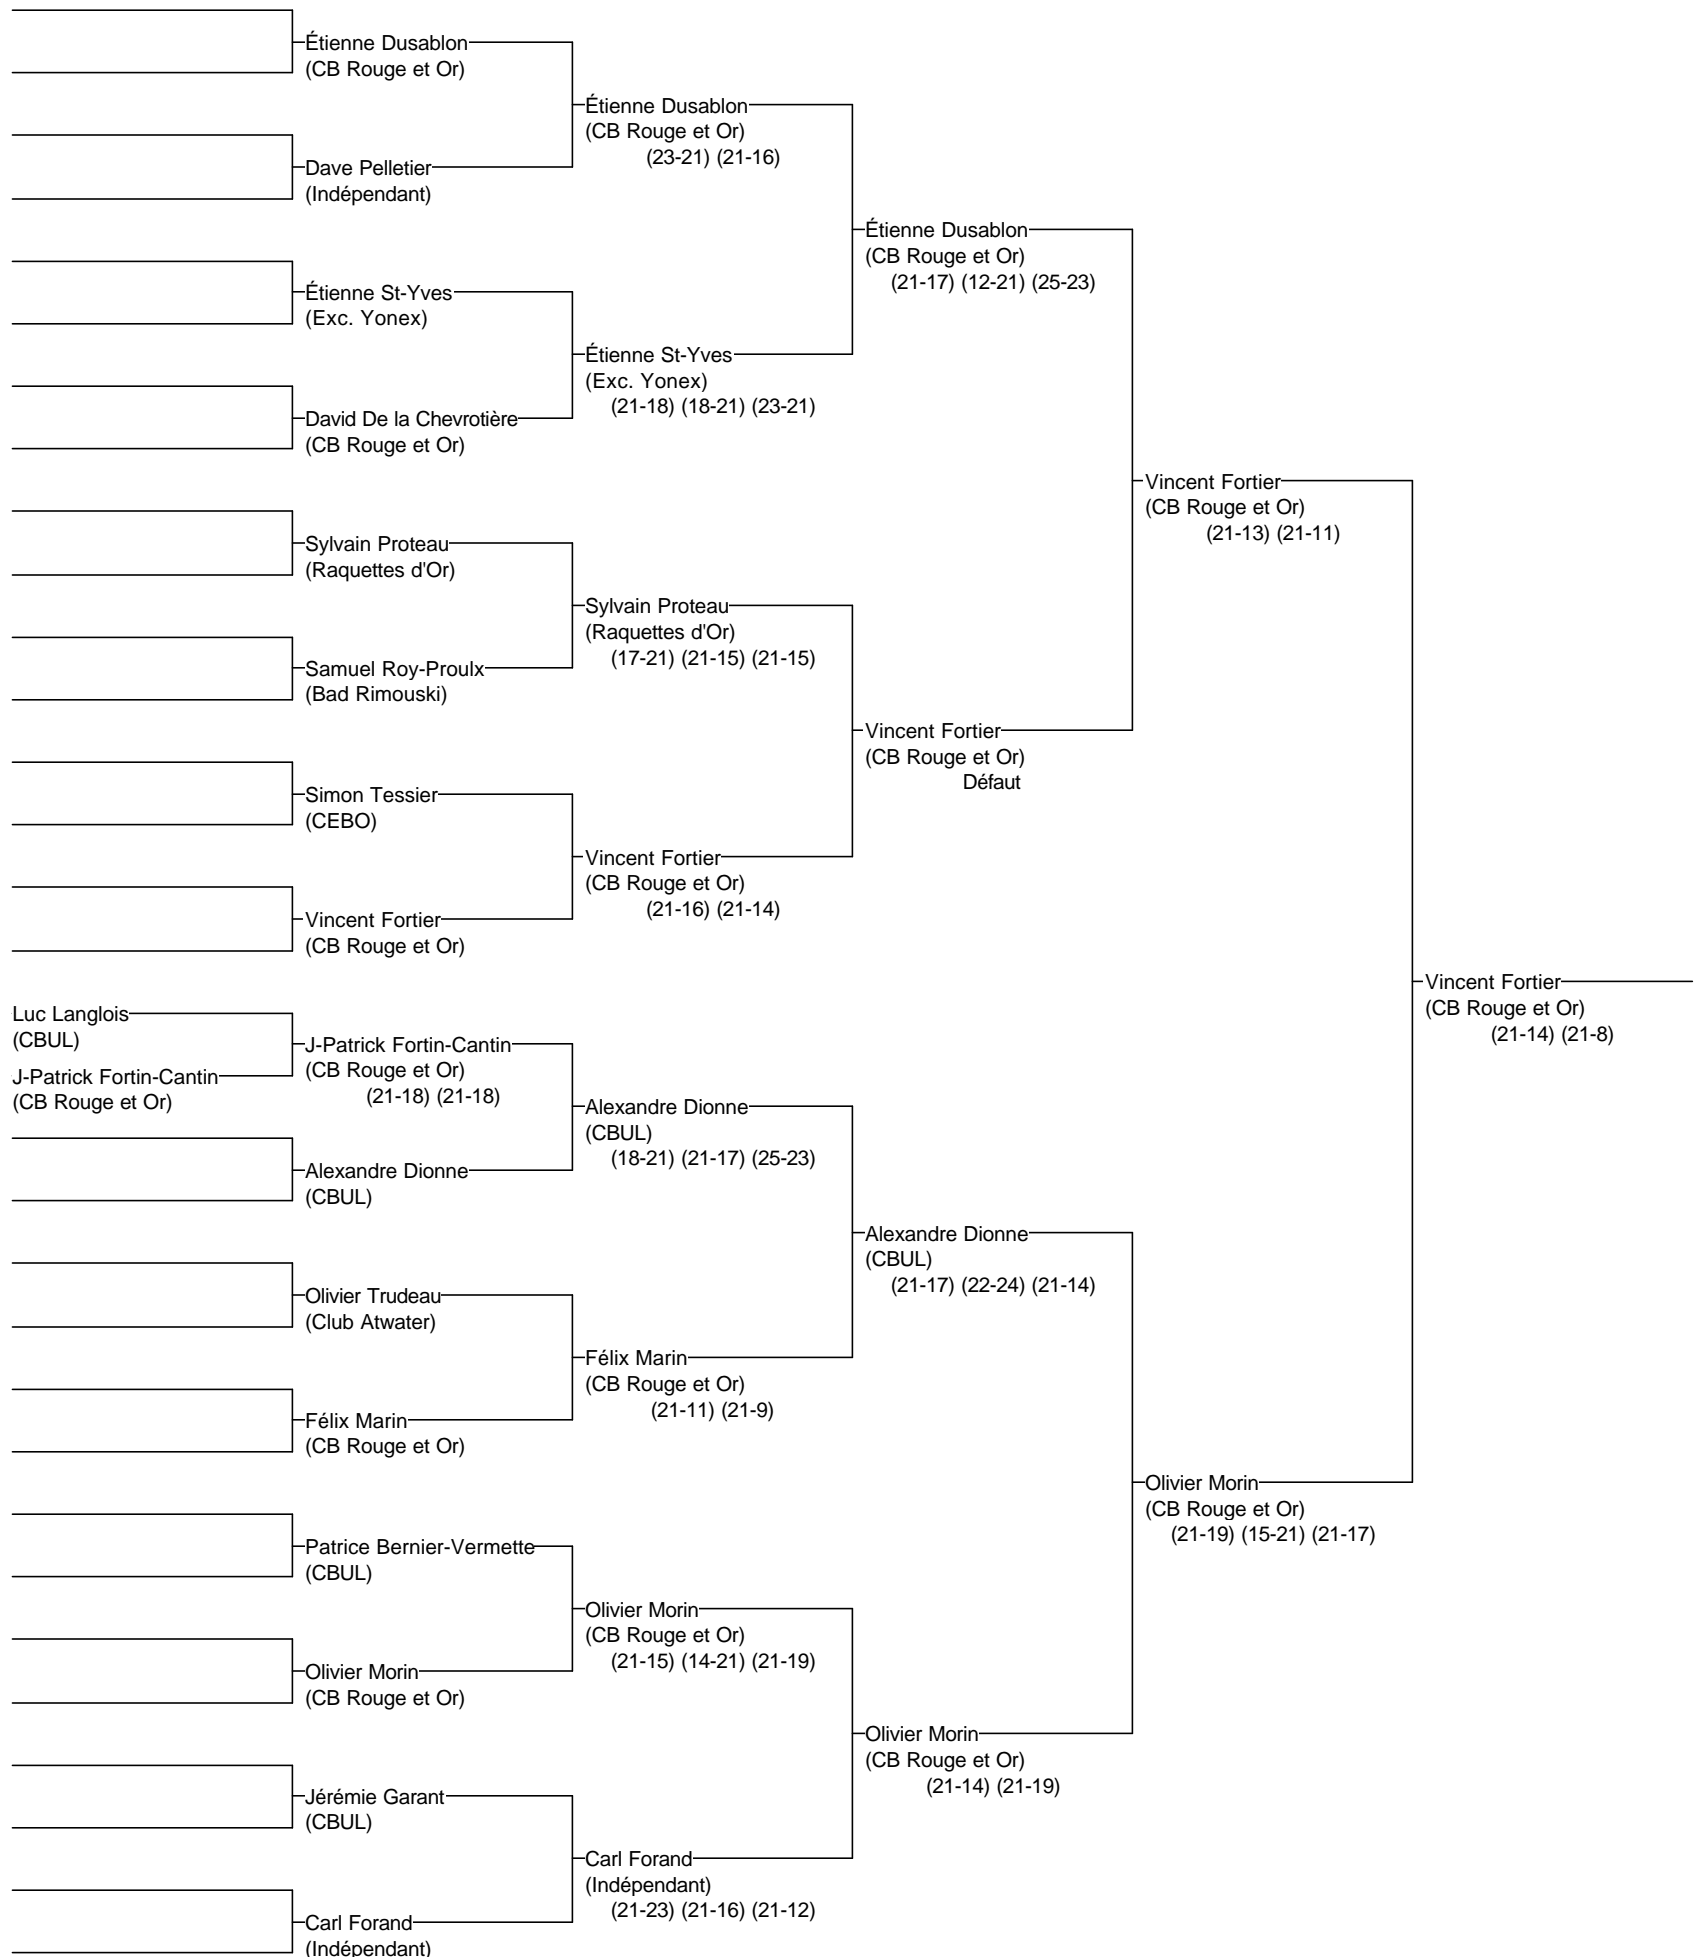 Étienne Dusablon
(CB Rouge et Or)
Dave Pelletier
(Indépendant)
Étienne St-Yves
(Exc. Yonex)
David De la Chevrotière
(CB Rouge et Or)
Sylvain Proteau
(Raquettes d'Or)
Samuel Roy-Proulx
(Bad Rimouski)
Simon Tessier
(CEBO)
Vincent Fortier
(CB Rouge et Or)
Luc Langlois
(CBUL)
J-Patrick Fortin-Cantin
(CB Rouge et Or)
J-Patrick Fortin-Cantin
(CB Rouge et Or)
(21-18) (21-18)
Alexandre Dionne
(CBUL)
Olivier Trudeau
(Club Atwater)
Félix Marin
(CB Rouge et Or)
Patrice Bernier-Vermette
(CBUL)
Olivier Morin
(CB Rouge et Or)
Jérémie Garant
(CBUL)
Carl Forand
(Indépendant)
Étienne Dusablon
(CB Rouge et Or)
(23-21) (21-16)
Étienne St-Yves
(Exc. Yonex)
(21-18) (18-21) (23-21)
Sylvain Proteau
(Raquettes d'Or)
(17-21) (21-15) (21-15)
Vincent Fortier
(CB Rouge et Or)
(21-16) (21-14)
Alexandre Dionne
(CBUL)
(18-21) (21-17) (25-23)
Félix Marin
(CB Rouge et Or)
(21-11) (21-9)
Olivier Morin
(CB Rouge et Or)
(21-15) (14-21) (21-19)
Carl Forand
(Indépendant)
(21-23) (21-16) (21-12)
Étienne Dusablon
(CB Rouge et Or)
(21-17) (12-21) (25-23)
Vincent Fortier
(CB Rouge et Or)
Défaut
Alexandre Dionne
(CBUL)
(21-17) (22-24) (21-14)
Olivier Morin
(CB Rouge et Or)
(21-14) (21-19)
Vincent Fortier
(CB Rouge et Or)
(21-13) (21-11)
Olivier Morin
(CB Rouge et Or)
(21-19) (15-21) (21-17)
Vincent Fortier
(CB Rouge et Or)
(21-14) (21-8)